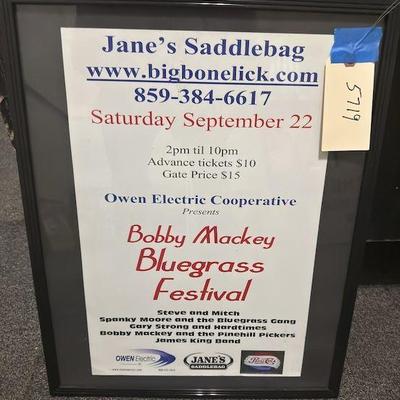 Jane's Saddlebag
www.bigbonelick.com
859-384-6617
Saturday September 22
2pm til 10pm
Advance tickets $10
Gate Price $15
Owen Electric Cooperative
Presents
Bobby Mackey
Bluegrass
Festival
Steve and Mitch
Spanky Moore and the Bluegrass Gang
Gary Strong and Hardtimes
Bobby Mackey and the Pinehill Pickers
James King Band
OWEN Electric
JANE'S
SADDLEBAG
5719